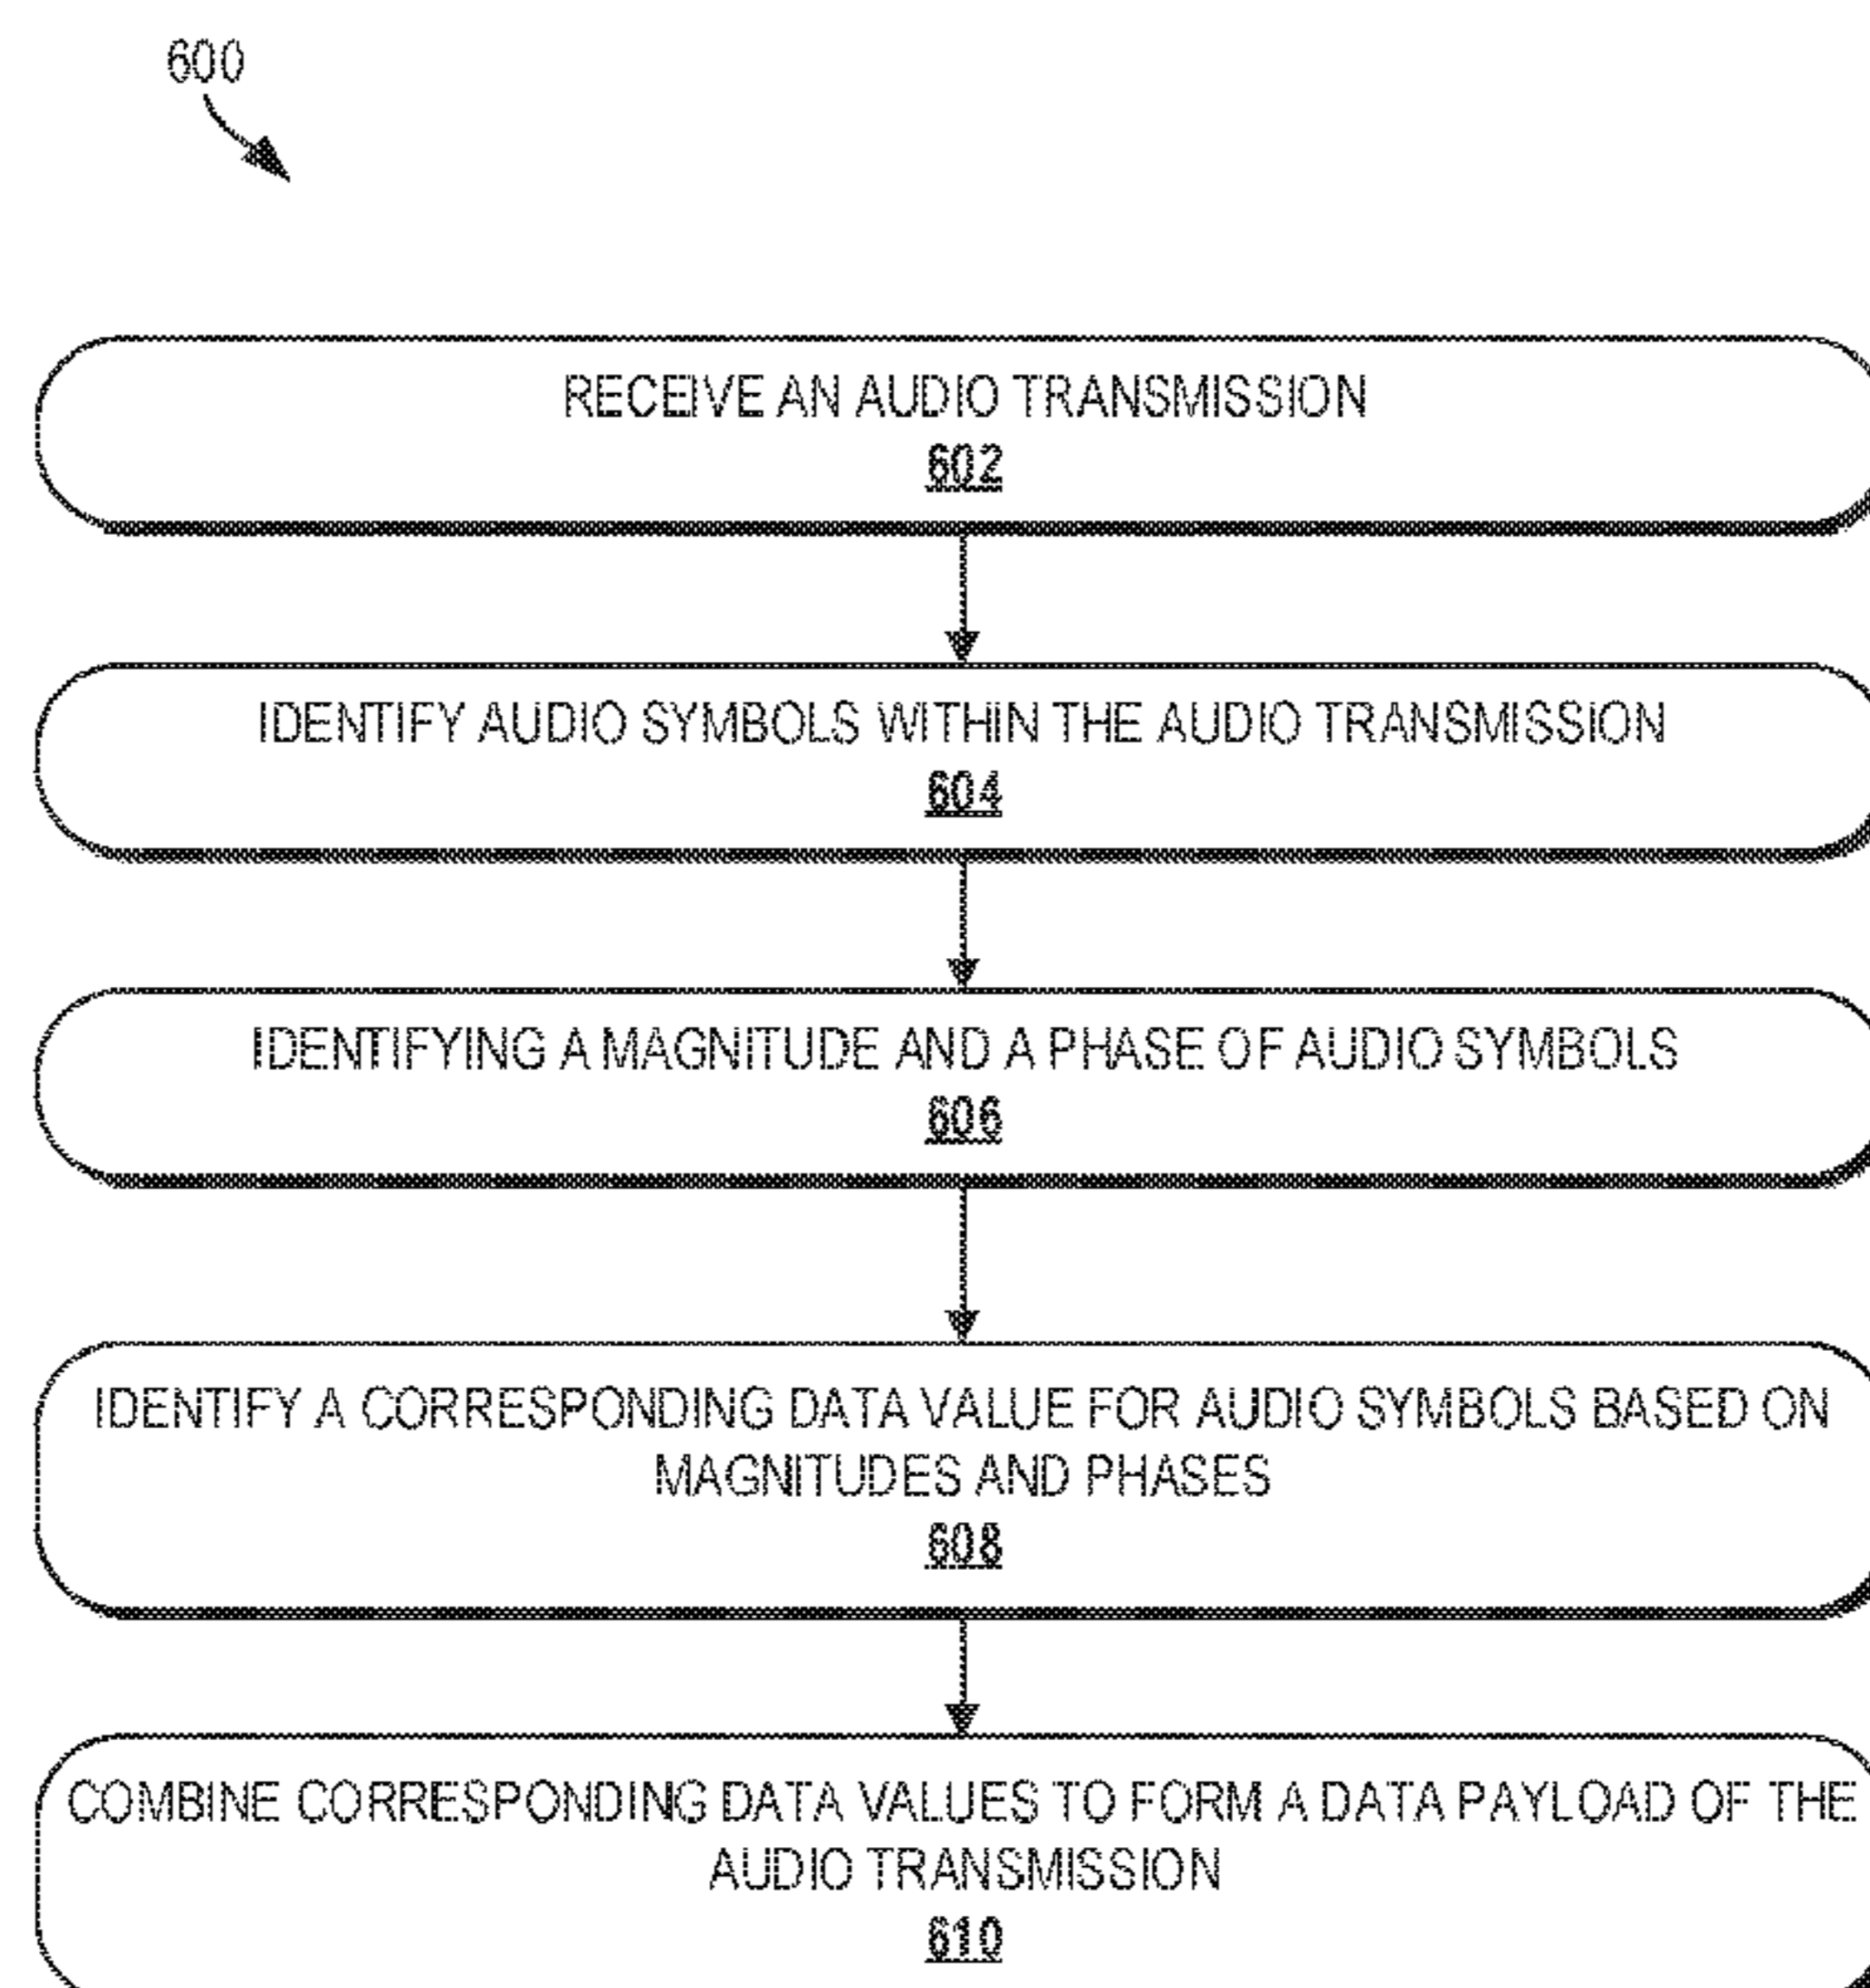 600
RECEIVE AN AUDIO TRANSMISSION
602
IDENTIFY AUDIO SYMBOLS WITHIN THE AUDIO TRANSMISSION
604
IDENTIFYING A MAGNITUDE AND A PHASE OF AUDIO SYMBOLS
606
IDENTIFY A CORRESPONDING DATA VALUE FOR AUDIO SYMBOLS BASED ON
MAGNITUDES AND PHASES
608
COMBINE CORRESPONDING DATA VALUES TO FORM A DATA PAYLOAD OF THE
AUDIO TRANSMISSION
610